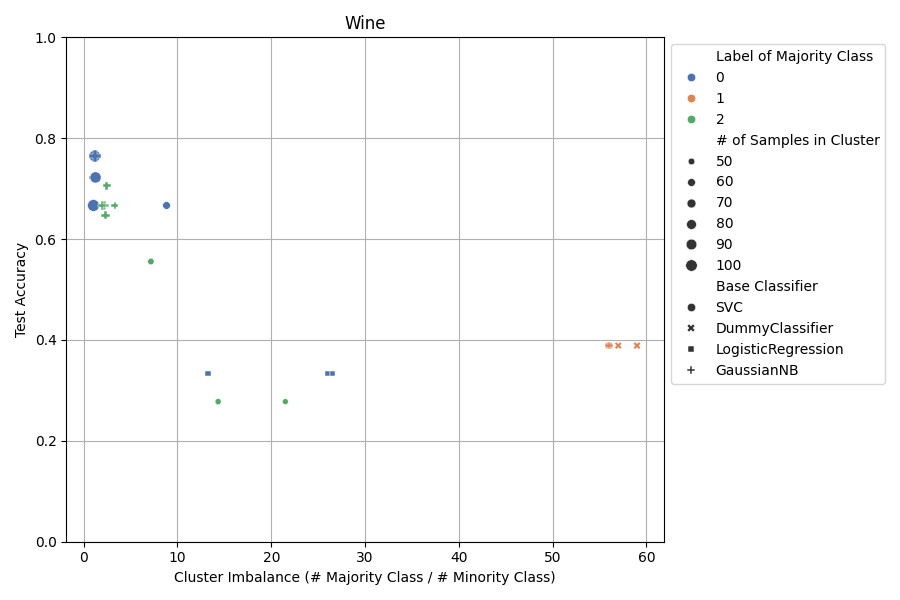 Wine
1.0
0.8
0.6
0.4
0.2
0.0
Test Accuracy
0 10 20 30 40 50 60
Cluster Imbalance (# Majority Class / # Minority Class)
Label of Majority Class
0
1
2
# of Samples in Cluster
50
60
70
80
90
100
Base Classifier
SVC
DummyClassifier
LogisticRegression
GaussianNB